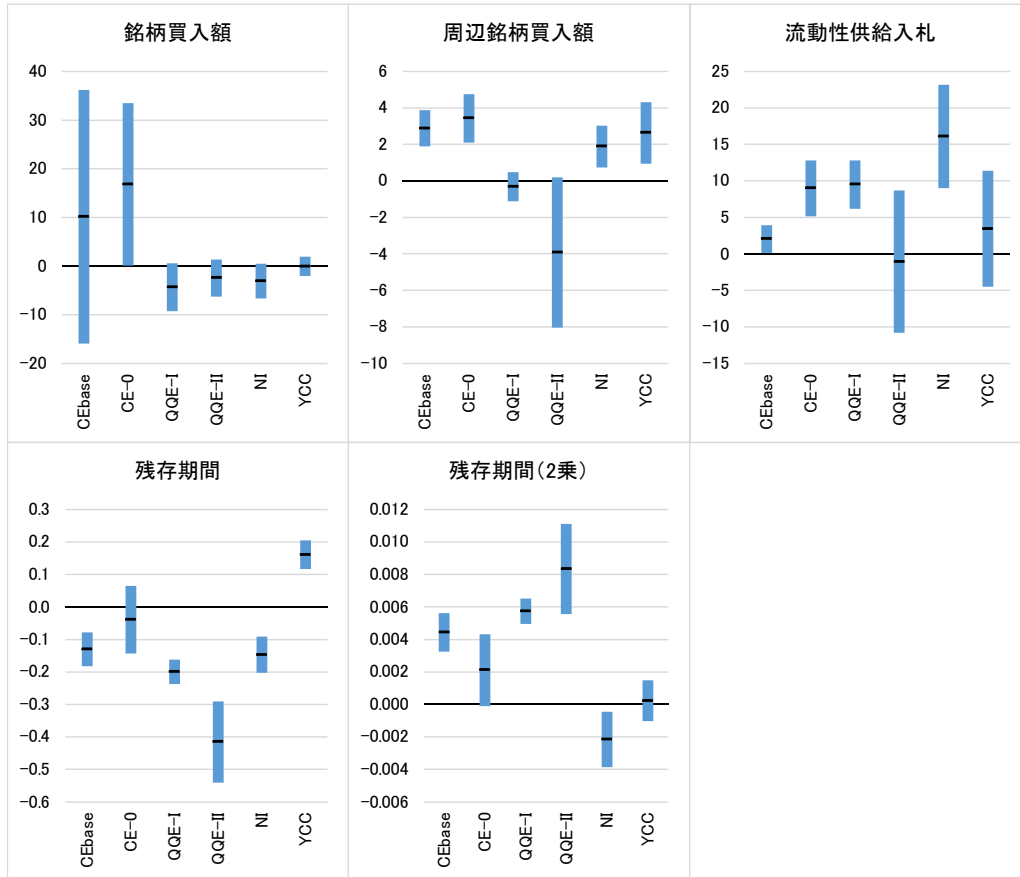 銘柄買入額
40
30
20
10
0
−10
−20
CEbase
CE−0
QQE−I
QQE−II
NI
YCC
周辺銘柄買入額
6
4
2
0
−2
−4
−6
−8
−10
CEbase
CE−0
QQE−I
QQE−II
NI
YCC
流動性供給入札
25
20
15
10
5
0
−5
−10
−15
CEbase
CE−0
QQE−I
QQE−II
NI
YCC
残存期間
0.3
0.2
0.1
0.0
−0.1
−0.2
−0.3
−0.4
−0.5
−0.6
CEbase
CE−0
QQE−I
QQE−II
NI
YCC
残存期間(2乗)
0.012
0.010
0.008
0.006
0.004
0.002
0.000
−0.002
−0.004
−0.006
CEbase
CE−0
QQE−I
QQE−II
NI
YCC